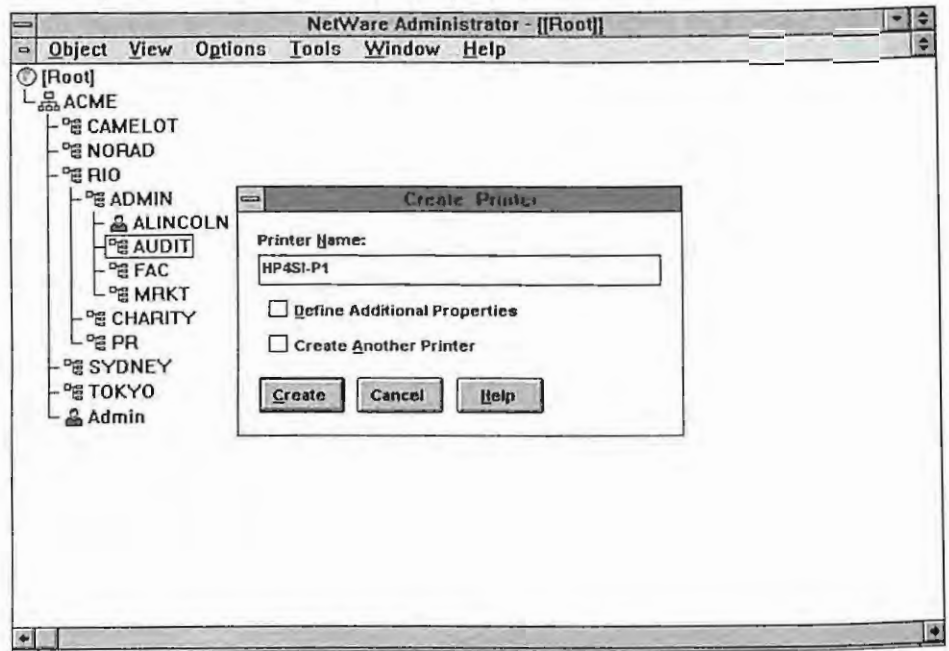 NetWare Administrator - [[Root]]
Object View Options Tools Window Help
[Root]
ACME
CAMELOT
NORAD
RIO
ADMIN
ALINCOLN
AUDIT
FAC
MRKT
CHARITY
PR
SYDNEY
TOKYO
Admin
Create Printer
Printer Name:
HP4SI-P1
Define Additional Properties
Create Another Printer
Create Cancel Help